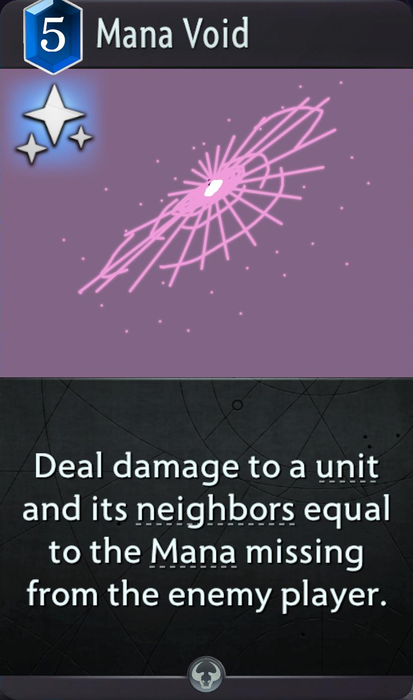 5 Mana Void
Deal damage to a unit
and its neighbors equal
to the Mana missing
from the enemy player.